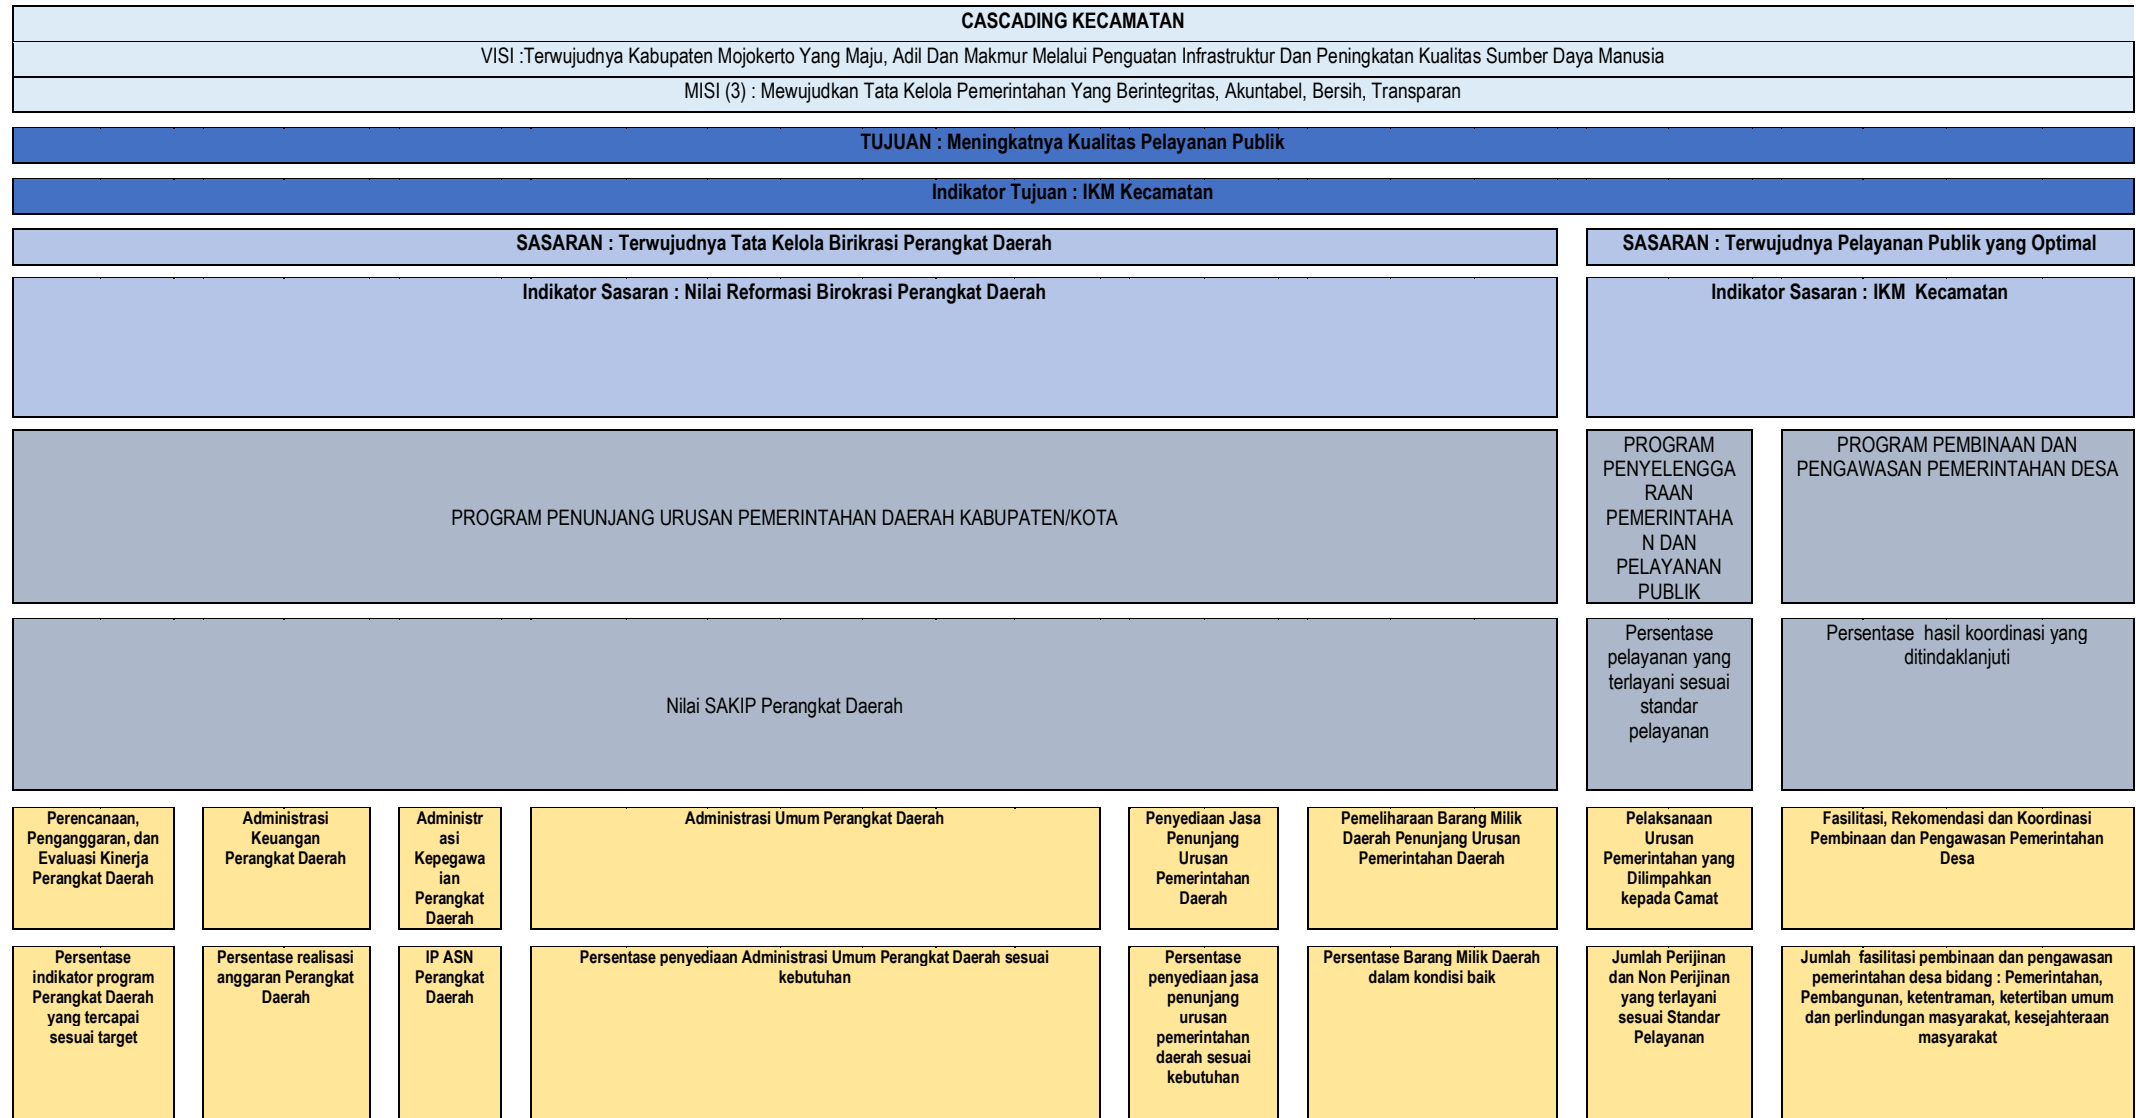 CASCADING KECAMATAN
VISI :Terwujudnya Kabupaten Mojokerto Yang Maju, Adil Dan Makmur Melalui Penguatan Infrastruktur Dan Peningkatan Kualitas Sumber Daya Manusia
MISI (3) : Mewujudkan Tata Kelola Pemerintahan Yang Berintegritas, Akuntabel, Bersih, Transparan
TUJUAN : Meningkatnya Kualitas Pelayanan Publik
Indikator Tujuan : IKM Kecamatan
SASARAN : Terwujudnya Tata Kelola Birikrasi Perangkat Daerah
SASARAN : Terwujudnya Pelayanan Publik yang Optimal
Indikator Sasaran : Nilai Reformasi Birokrasi Perangkat Daerah
Indikator Sasaran : IKM  Kecamatan
PROGRAM PENUNJANG URUSAN PEMERINTAHAN DAERAH KABUPATEN/KOTA
PROGRAM
PENYELENGGA
RAAN
PEMERINTAHA
N DAN
PELAYANAN
PUBLIK
PROGRAM PEMBINAAN DAN
PENGAWASAN PEMERINTAHAN DESA
Nilai SAKIP Perangkat Daerah
Persentase
pelayanan yang
terlayani sesuai
standar
pelayanan
Persentase  hasil koordinasi yang
ditindaklanjuti
Perencanaan,
Penganggaran, dan
Evaluasi Kinerja
Perangkat Daerah
Administrasi
Keuangan
Perangkat Daerah
Administr
asi
Kepegawa
ian
Perangkat
Daerah
Administrasi Umum Perangkat Daerah
Penyediaan Jasa
Penunjang
Urusan
Pemerintahan
Daerah
Pemeliharaan Barang Milik
Daerah Penunjang Urusan
Pemerintahan Daerah
Pelaksanaan
Urusan
Pemerintahan yang
Dilimpahkan
kepada Camat
Fasilitasi, Rekomendasi dan Koordinasi
Pembinaan dan Pengawasan Pemerintahan
Desa
Persentase
indikator program
Perangkat Daerah
yang tercapai
sesuai target
Persentase realisasi
anggaran Perangkat
Daerah
IP ASN
Perangkat
Daerah
Persentase penyediaan Administrasi Umum Perangkat Daerah sesuai
kebutuhan
Persentase
penyediaan jasa
penunjang
urusan
pemerintahan
daerah sesuai
kebutuhan
Persentase Barang Milik Daerah
dalam kondisi baik
Jumlah Perijinan
dan Non Perijinan
yang terlayani
sesuai Standar
Pelayanan
Jumlah  fasilitasi pembinaan dan pengawasan
pemerintahan desa bidang : Pemerintahan,
Pembangunan, ketentraman, ketertiban umum
dan perlindungan masyarakat, kesejahteraan
masyarakat